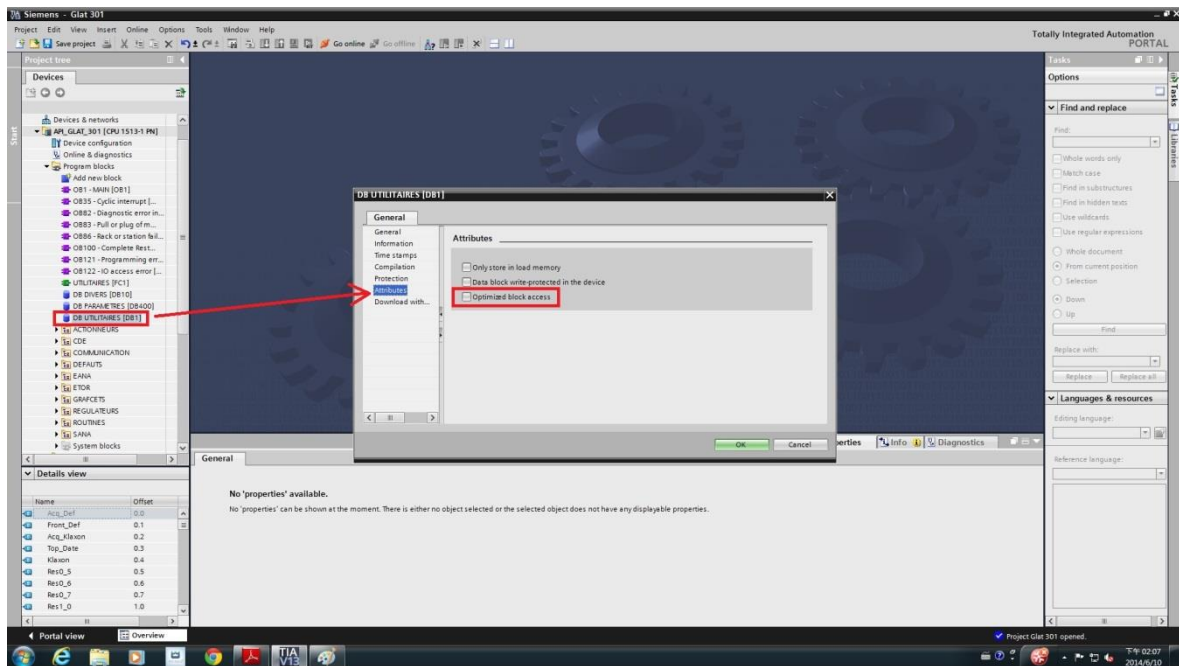 Siemens - Glat 301
Project Edit View Insert Online Options Tools Window Help
Save project
Go online
Go offline
Totally Integrated Automation
PORTAL
Project tree
Devices
Start
Devices & networks
API_GLAT_301 [CPU 1513-1 PN]
Device configuration
Online & diagnostics
Program blocks
Add new block
OB1 - MAIN [OB1]
OB35 - Cyclic interrupt [...
OB82 - Diagnostic error in...
OB83 - Pull or plug of m...
OB86 - Rack or station fail...
OB100 - Complete Rest...
OB121 - Programming err...
OB122 - IO access error [...
UTILITAIRES [FC1]
DB DIVERS [DB10]
DB PARAMETRES [DB400]
DB UTILITAIRES [DB1]
ACTIONNEURS
CDE
COMMUNICATION
DEFAUTS
EANA
ETOR
GRAFCETS
REGULATEURS
ROUTINES
SANA
System blocks
Details view
Name Offset
Acq_Def 0.0
Front_Def 0.1
Acq_Klaxon 0.2
Top_Date 0.3
Klaxon 0.4
Res0_5 0.5
Res0_6 0.6
Res0_7 0.7
Res1_0 1.0
DB UTILITAIRES [DB1]
General
General
Information
Time stamps
Compilation
Protection
Attributes
Download with...
Attributes
Only store in load memory
Data block write-protected in the device
Optimized block access
OK
Cancel
erties
Info
Diagnostics
General
No 'properties' available.
No 'properties' can be shown at the moment. There is either no object selected or the selected object does not have any displayable properties.
Tasks
Options
Find and replace
Find:
Whole words only
Match case
Find in substructures
Find in hidden texts
Use wildcards
Use regular expressions
Whole document
From current position
Selection
Down
Up
Find
Replace with:
Replace
Replace all
Languages & resources
Editing language:
Reference language:
Tasks
Libraries
Portal view
Overview
Project Glat 301 opened.
TIA
V13
下午 02:07
2014/6/10